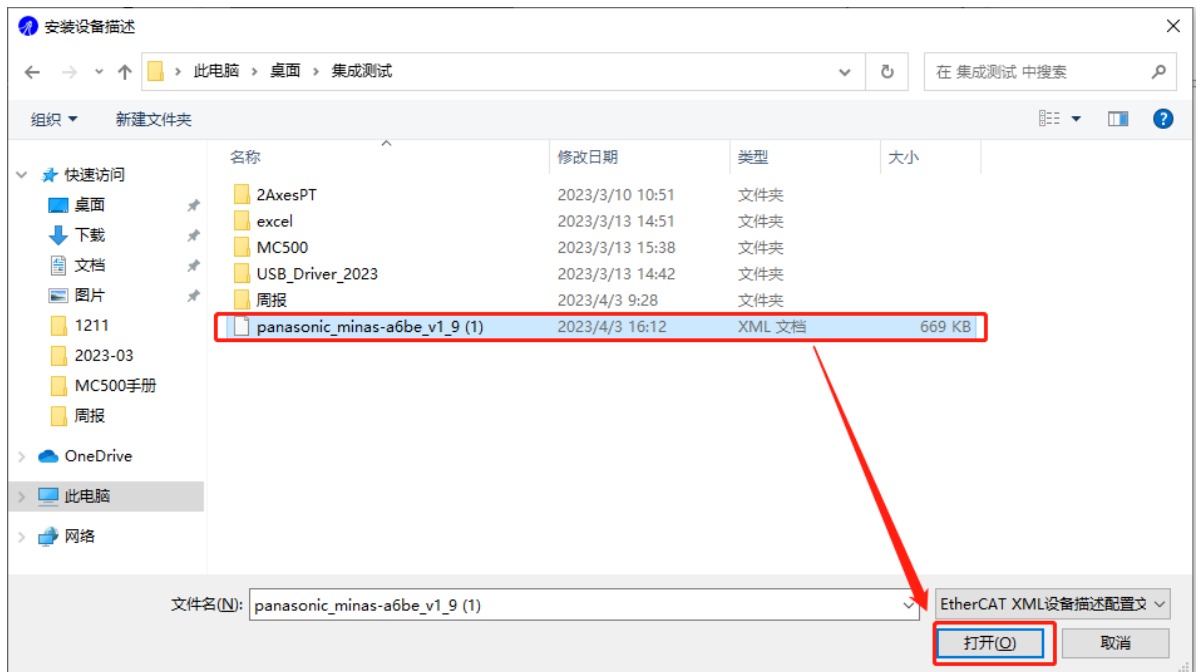 安装设备描述
此电脑 › 桌面 › 集成测试
在 集成测试 中搜索
组织 新建文件夹
名称 修改日期 类型 大小
快速访问
桌面
下载
文档
图片
1211
2023-03
MC500手册
周报
OneDrive
此电脑
网络
2AxesPT 2023/3/10 10:51 文件夹
excel 2023/3/13 14:51 文件夹
MC500 2023/3/13 15:38 文件夹
USB_Driver_2023 2023/3/13 14:42 文件夹
周报 2023/4/3 9:28 文件夹
panasonic_minas-a6be_v1_9 (1) 2023/4/3 16:12 XML 文档 669 KB
文件名(N): panasonic_minas-a6be_v1_9 (1) EtherCAT XML设备描述配置文
打开(O) 取消